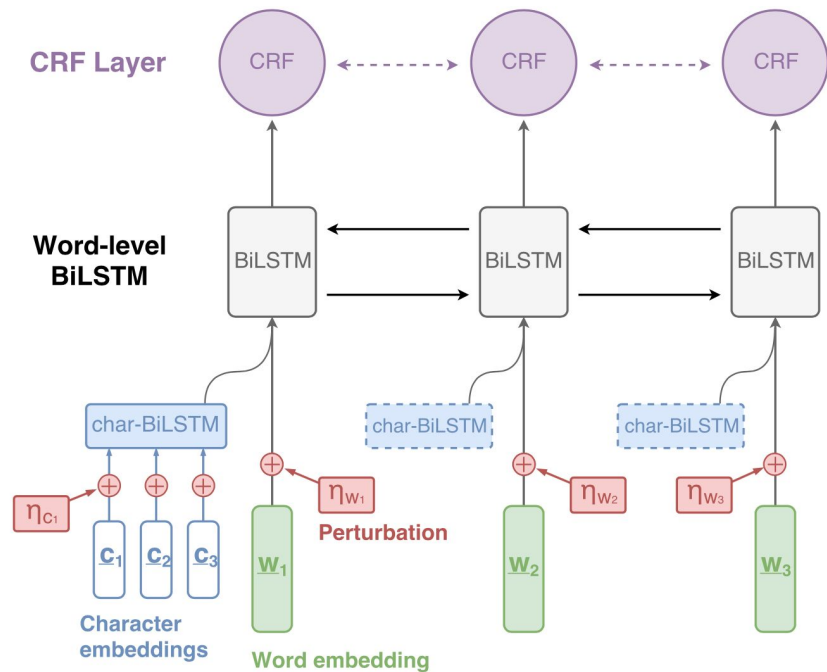 CRF Layer
CRF
CRF
CRF
Word-level
BiLSTM
BiLSTM
BiLSTM
BiLSTM
char-BiLSTM
char-BiLSTM
char-BiLSTM
ηc₁
ηw₁
ηw₂
ηw₃
Perturbation
c₁
c₂
c₃
w₁
w₂
w₃
Character
embeddings
Word embedding